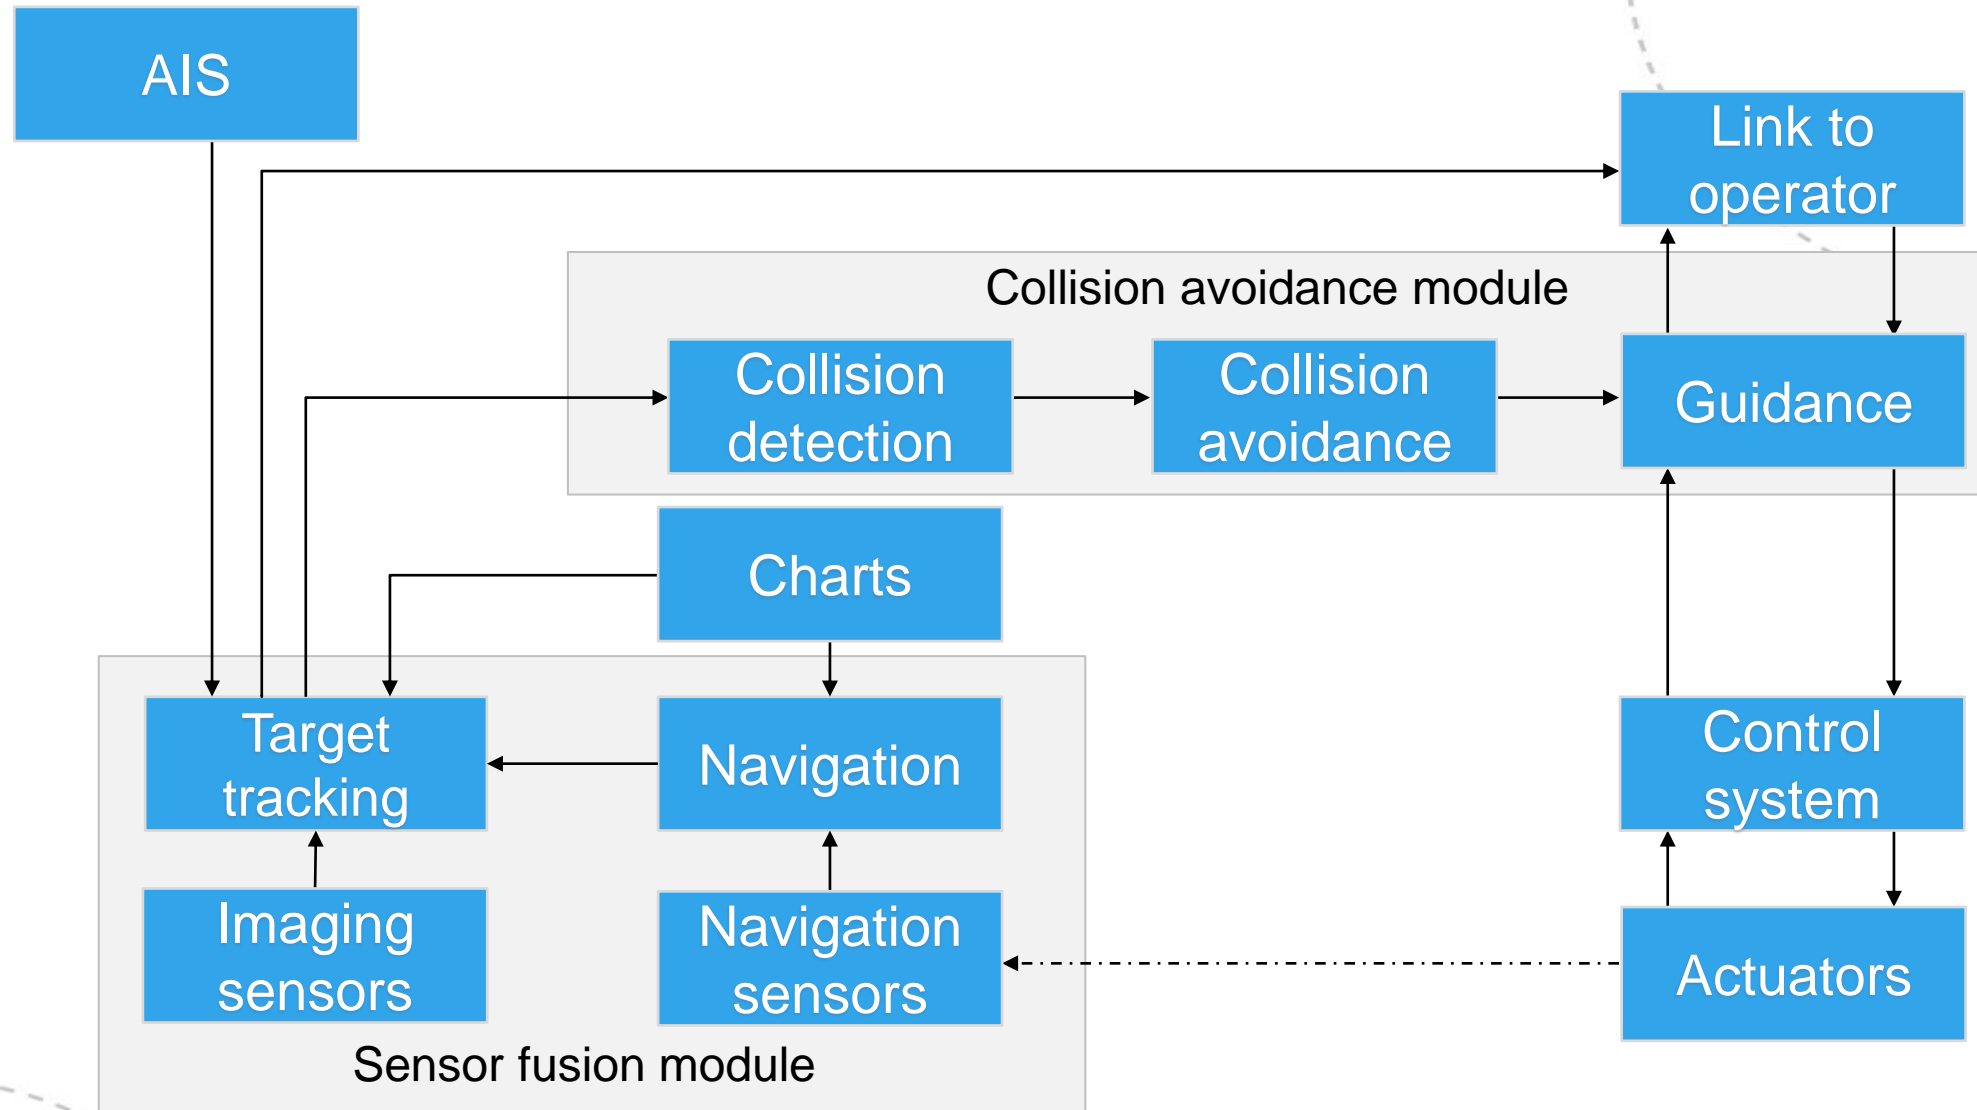 AIS
Link to
operator
Collision avoidance module
Collision
detection
Collision
avoidance
Guidance
Charts
Target
tracking
Navigation
Control
system
Imaging
sensors
Navigation
sensors
Actuators
Sensor fusion module